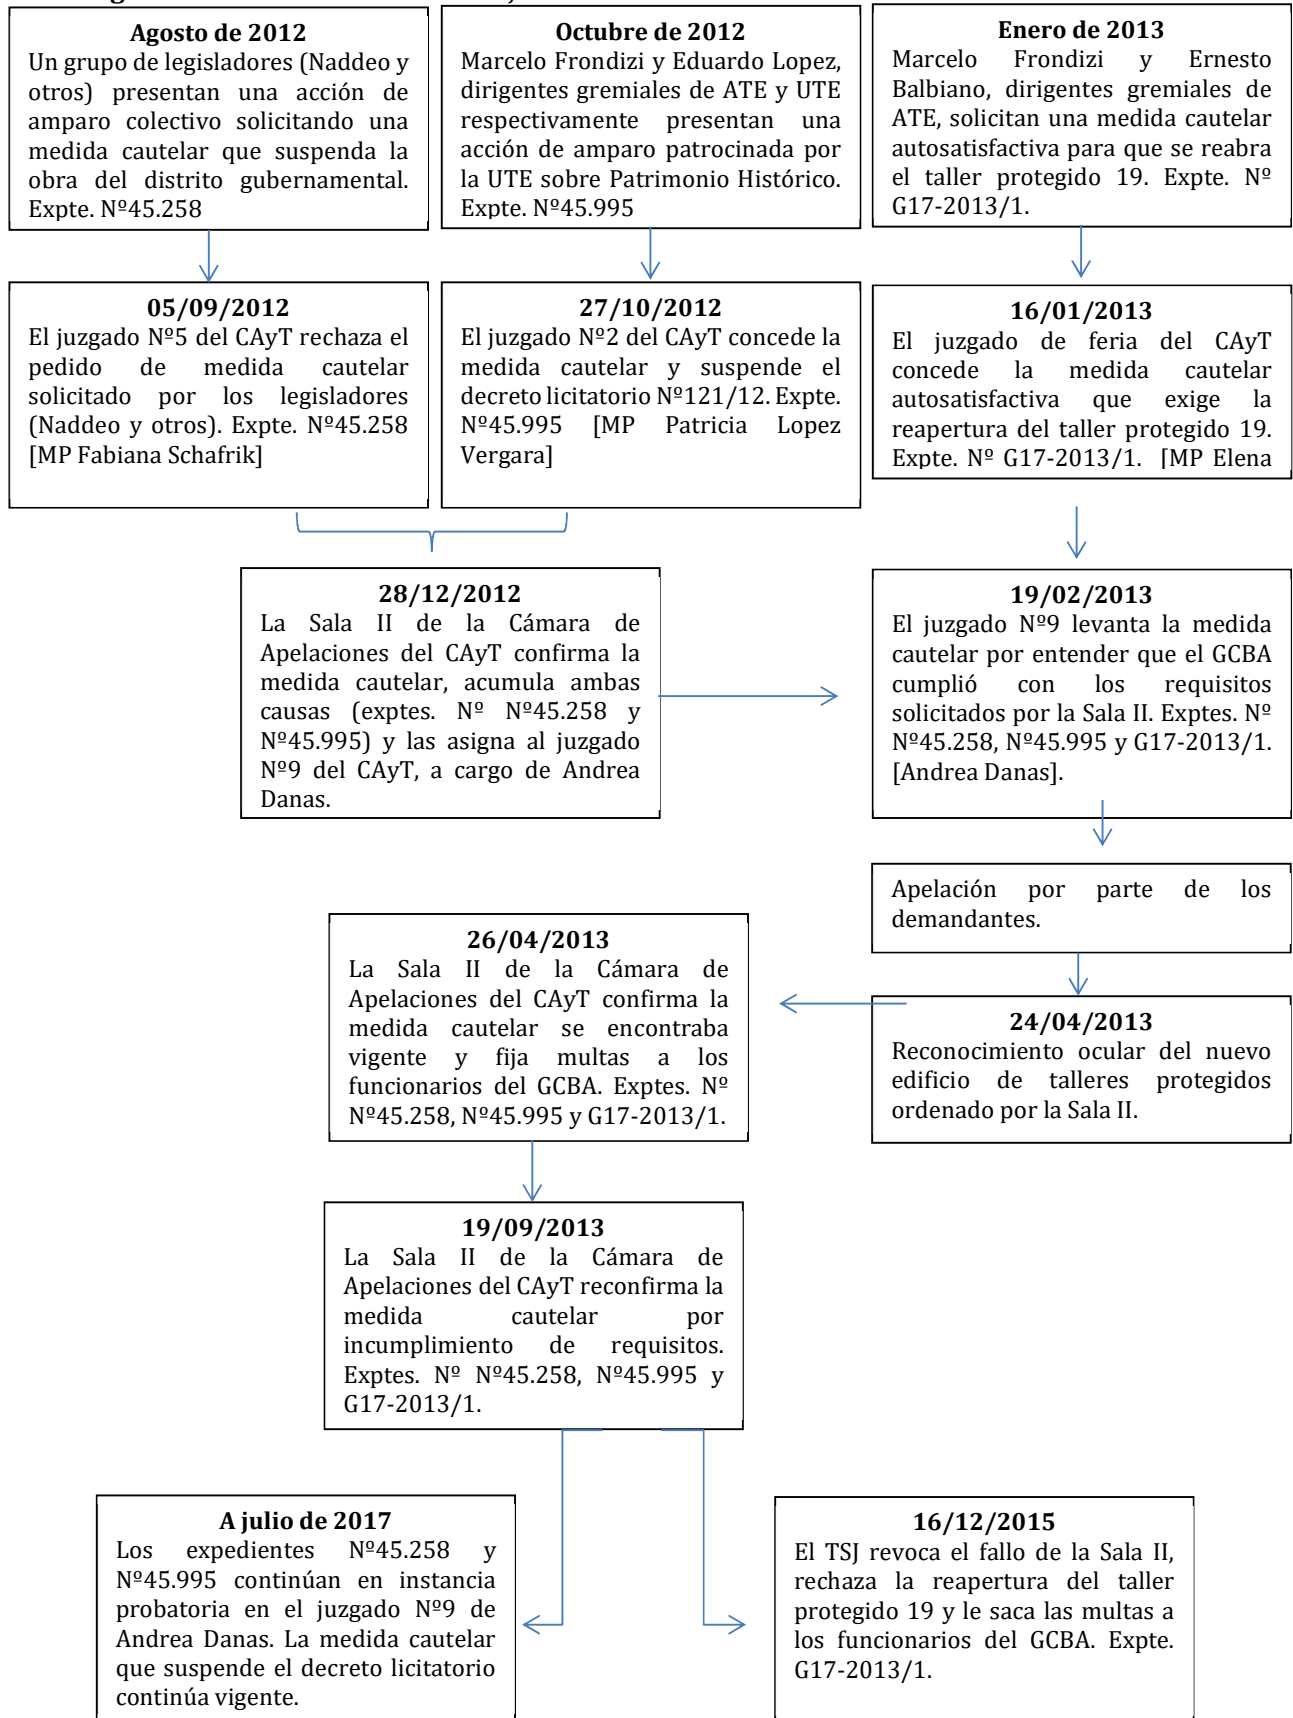 Agosto de 2012
Un grupo de legisladores (Naddeo y
otros) presentan una acción de
amparo colectivo solicitando una
medida cautelar que suspenda la
obra del distrito gubernamental.
Expte. Nº45.258
Octubre de 2012
Marcelo Frondizi y Eduardo Lopez,
dirigentes gremiales de ATE y UTE
respectivamente presentan una
acción de amparo patrocinada por
la UTE sobre Patrimonio Histórico.
Expte. Nº45.995
Enero de 2013
Marcelo Frondizi y Ernesto
Balbiano, dirigentes gremiales de
ATE, solicitan una medida cautelar
autosatisfactiva para que se reabra
el taller protegido 19. Expte. Nº
G17-2013/1.
05/09/2012
El juzgado Nº5 del CAyT rechaza el
pedido de medida cautelar
solicitado por los legisladores
(Naddeo y otros). Expte. Nº45.258
[MP Fabiana Schafrik]
27/10/2012
El juzgado Nº2 del CAyT concede la
medida cautelar y suspende el
decreto licitatorio Nº121/12. Expte.
Nº45.995 [MP Patricia Lopez
Vergara]
16/01/2013
El juzgado de feria del CAyT
concede la medida cautelar
autosatisfactiva que exige la
reapertura del taller protegido 19.
Expte. Nº G17-2013/1. [MP Elena
28/12/2012
La Sala II de la Cámara de
Apelaciones del CAyT confirma la
medida cautelar, acumula ambas
causas (exptes. Nº Nº45.258 y
Nº45.995) y las asigna al juzgado
Nº9 del CAyT, a cargo de Andrea
Danas.
19/02/2013
El juzgado Nº9 levanta la medida
cautelar por entender que el GCBA
cumplió con los requisitos
solicitados por la Sala II. Exptes. Nº
Nº45.258, Nº45.995 y G17-2013/1.
[Andrea Danas].
Apelación por parte de los
demandantes.
24/04/2013
Reconocimiento ocular del nuevo
edificio de talleres protegidos
ordenado por la Sala II.
26/04/2013
La Sala II de la Cámara de
Apelaciones del CAyT confirma la
medida cautelar se encontraba
vigente y fija multas a los
funcionarios del GCBA. Exptes. Nº
Nº45.258, Nº45.995 y G17-2013/1.
19/09/2013
La Sala II de la Cámara de
Apelaciones del CAyT reconfirma la
medida cautelar por
incumplimiento de requisitos.
Exptes. Nº Nº45.258, Nº45.995 y
G17-2013/1.
A julio de 2017
Los expedientes Nº45.258 y
Nº45.995 continúan en instancia
probatoria en el juzgado Nº9 de
Andrea Danas. La medida cautelar
que suspende el decreto licitatorio
continúa vigente.
16/12/2015
El TSJ revoca el fallo de la Sala II,
rechaza la reapertura del taller
protegido 19 y le saca las multas a
los funcionarios del GCBA. Expte.
G17-2013/1.